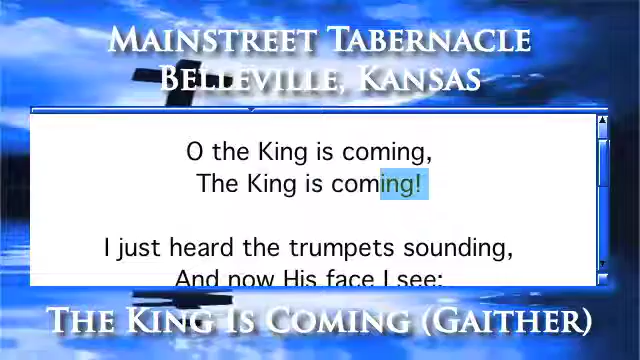 MAINSTREET TABERNACLE
BELLEVILLE, KANSAS
O the King is coming,
The King is coming!
I just heard the trumpets sounding,
And now His face I see:
THE KING IS COMING (GAITHER)